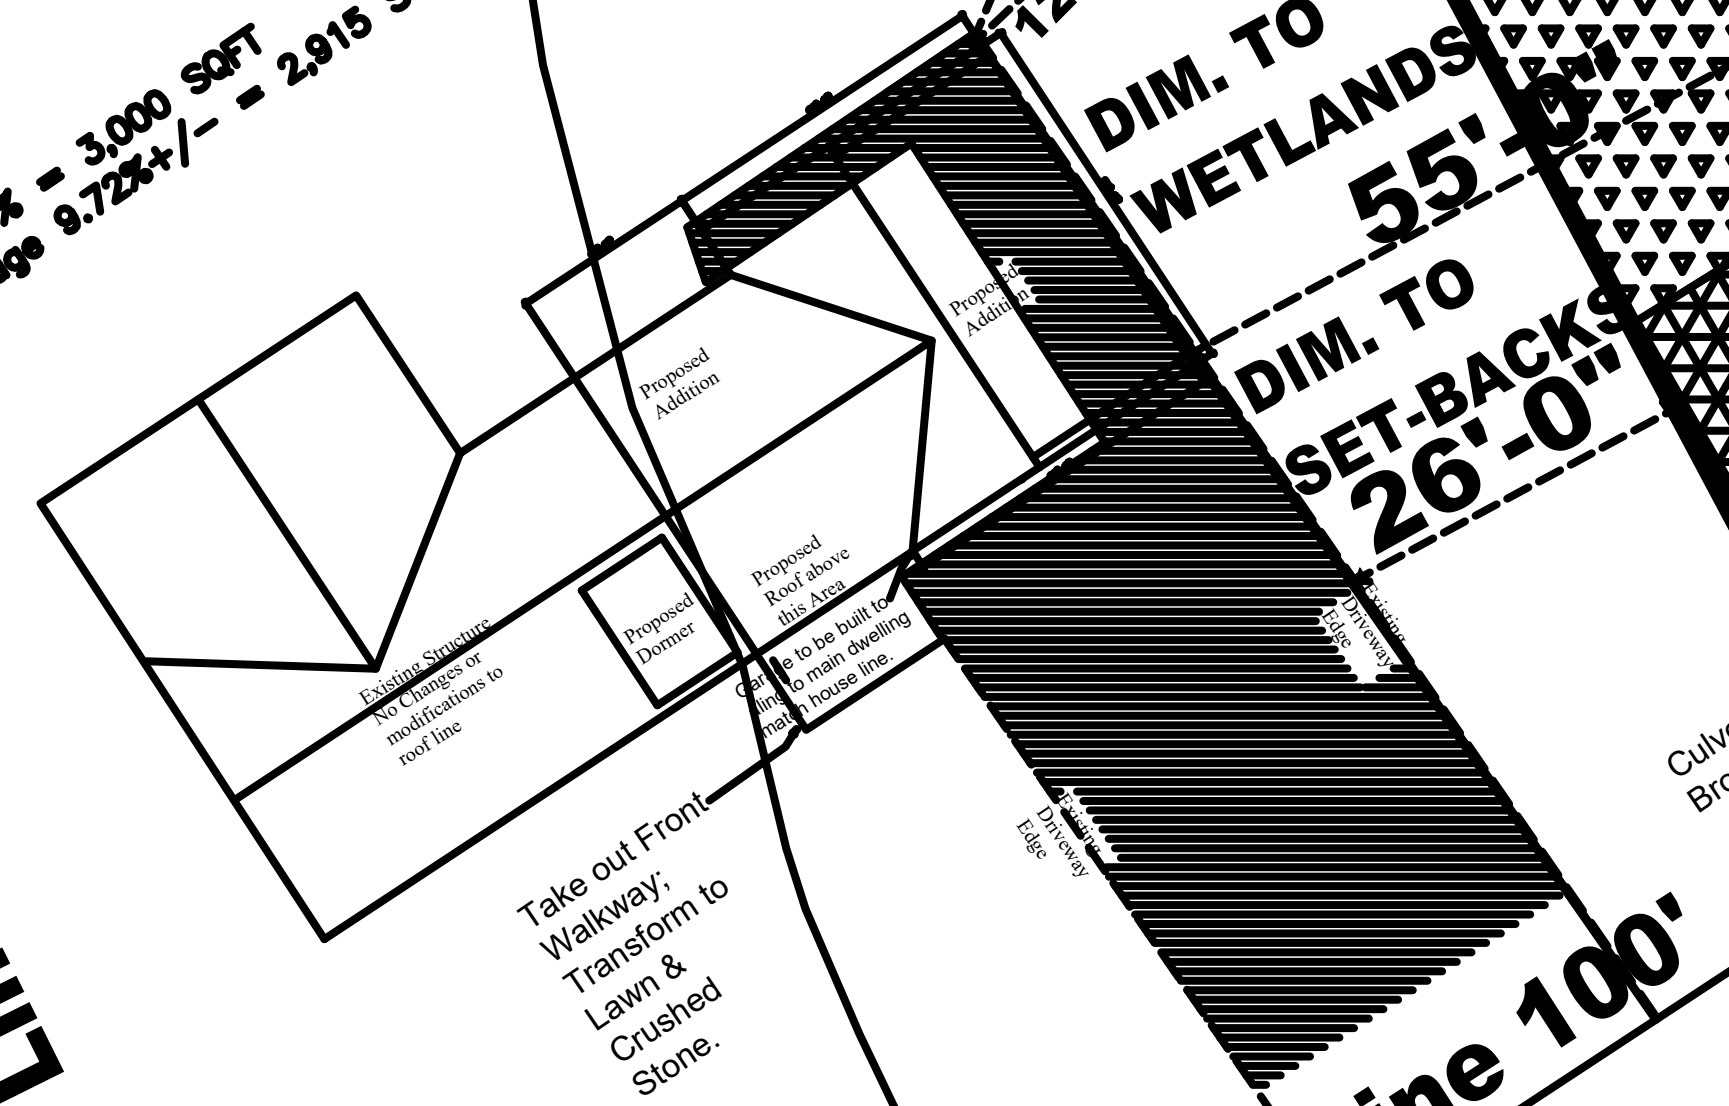 % = 3,000 SQFT
9.72%+/- = 2,915
12
DIM. TO
WETLANDS
55'-0"
DIM. TO
SET-BACKS
26'-0"
Proposed
Addition
Proposed
Addition
Proposed
Roof above
this Area
Proposed
Dormer
Existing Structure
No Changes or
modifications to
roof line
Garage to be built to
to main dwelling
match house line.
Take out Front
Walkway;
Transform to
Lawn &
Crushed
Stone.
Existing
Driveway
Edge
Existing
Driveway
Edge
100'